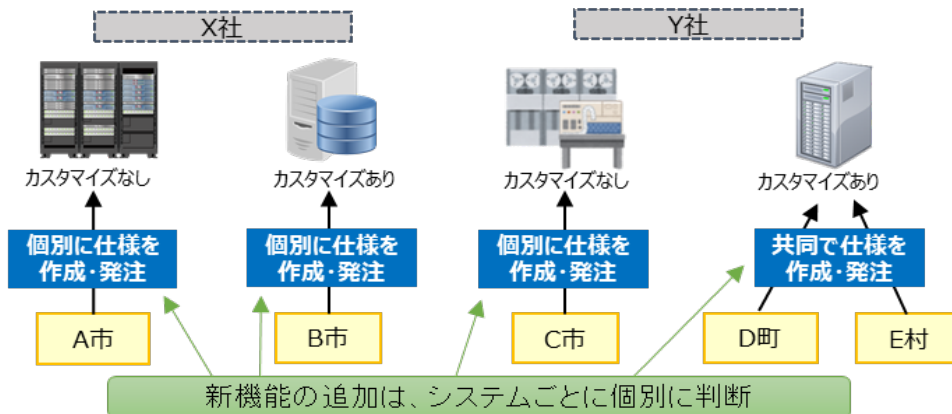 X社
Y社
カスタマイズなし
カスタマイズあり
カスタマイズなし
カスタマイズあり
個別に仕様を
作成・発注
個別に仕様を
作成・発注
個別に仕様を
作成・発注
共同で仕様を
作成・発注
A市
B市
C市
D町
E村
新機能の追加は、システムごとに個別に判断